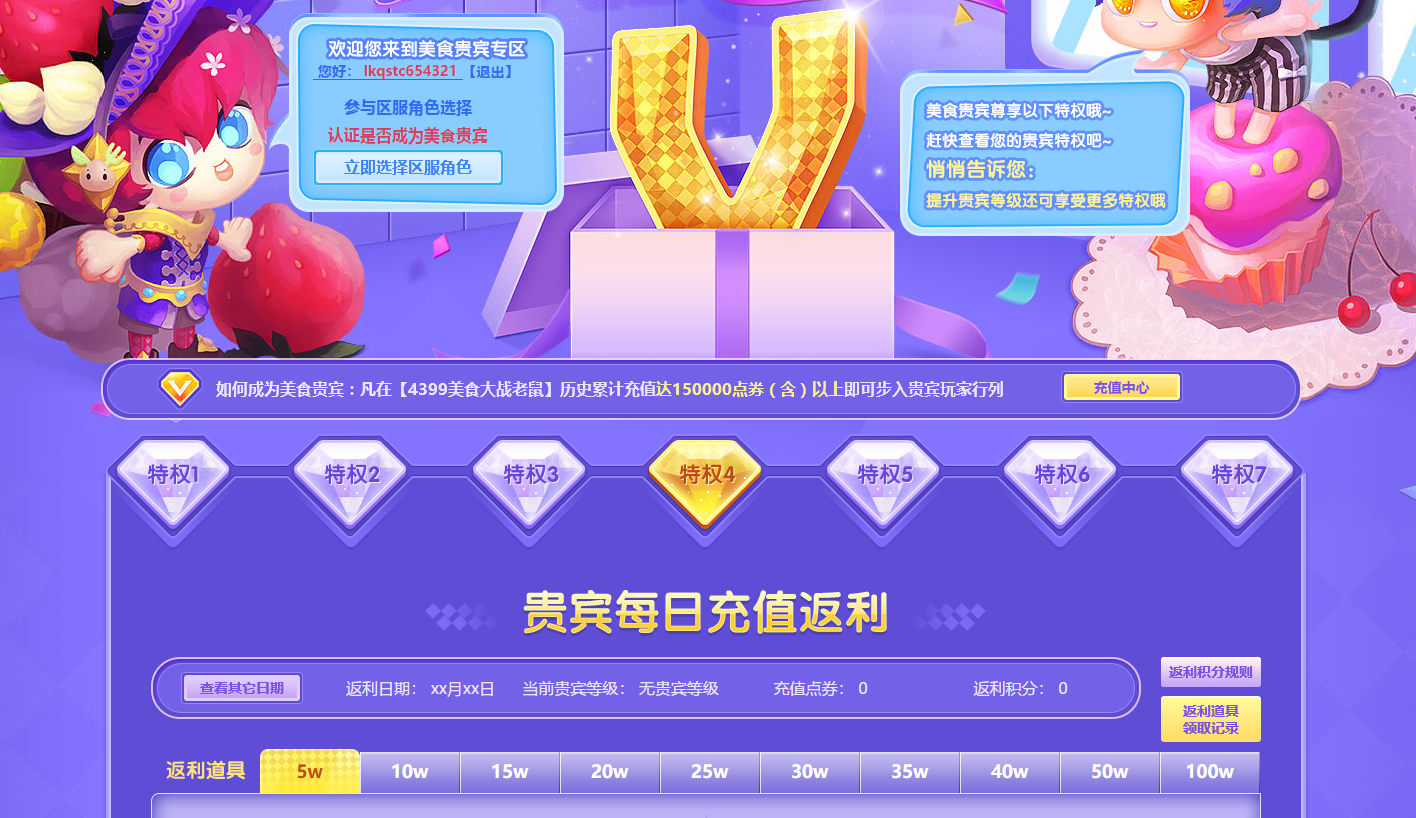 欢迎您来到美食贵宾专区
您好： lkqstc654321 【退出】
参与区服角色选择
认证是否成为美食贵宾
立即选择区服角色
美食贵宾尊享以下特权哦~
赶快查看您的贵宾特权吧~
悄悄告诉您：
提升贵宾等级还可享受更多特权哦
如何成为美食贵宾：凡在【4399美食大战老鼠】历史累计充值达150000点券（含）以上即可步入贵宾玩家行列
充值中心
特权1 特权2 特权3 特权4 特权5 特权6 特权7
贵宾每日充值返利
查看其它日期 返利日期： xx月xx日 当前贵宾等级： 无贵宾等级 充值点券： 0 返利积分： 0
返利积分规则
返利道具
领取记录
返利道具 5w 10w 15w 20w 25w 30w 35w 40w 50w 100w